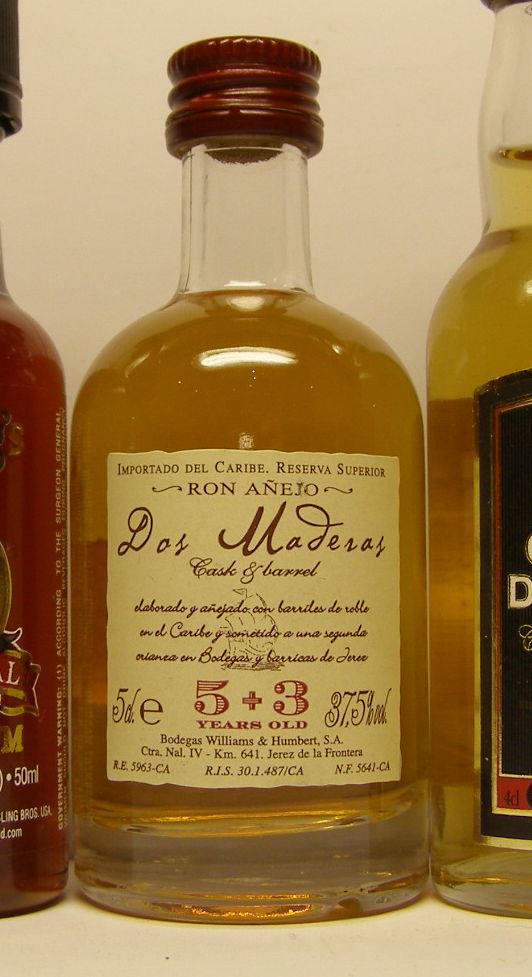 IMPORTADO DEL CARIBE. RESERVA SUPERIOR
RON AÑEJO
Dos Maderas
Cask & barrel
elaborado y añejado con barriles de roble
en el Caribe y sometido a una segunda
crianza en Bodegas y barricas de Jerez
5cl. e
5+3
YEARS OLD
37,5%vol.
Bodegas Williams & Humbert, S.A.
Ctra. Nal. IV - Km. 641. Jerez de la Frontera
R.E. 5963-CA R.I.S. 30.1.487/CA N.F. 5641-CA
GOVERNMENT WARNING: (1) ACCORDING TO THE SURGEON GENERAL
50ml
BROS. USA,
4cl